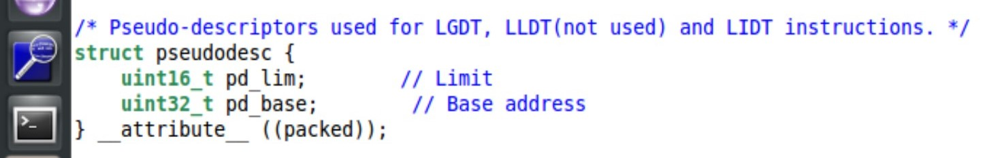 /* Pseudo-descriptors used for LGDT, LLDT(not used) and LIDT instructions. */
struct pseudodesc {
    uint16_t pd_lim;        // Limit
    uint32_t pd_base;        // Base address
} __attribute__ ((packed));